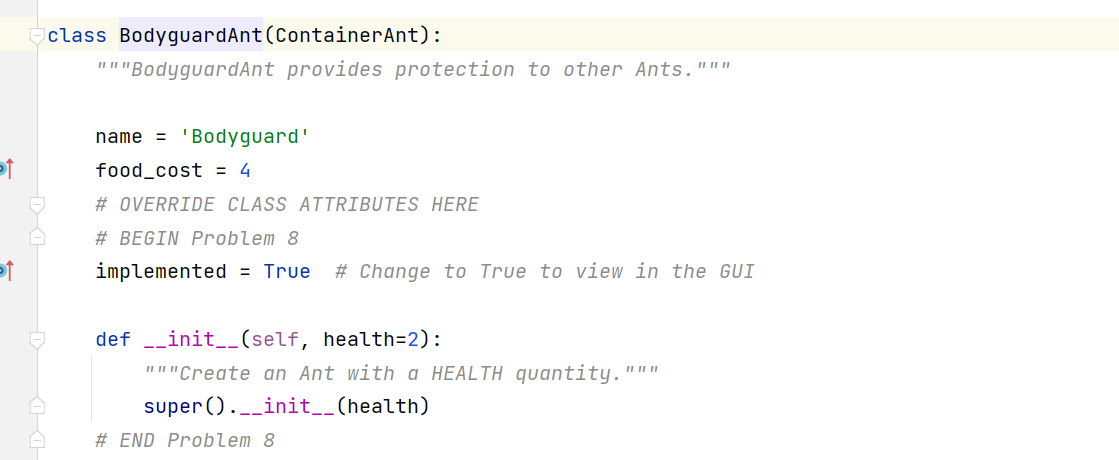 class BodyguardAnt(ContainerAnt):
    """BodyguardAnt provides protection to other Ants."""
    name = 'Bodyguard'
    food_cost = 4
    # OVERRIDE CLASS ATTRIBUTES HERE
    # BEGIN Problem 8
    implemented = True  # Change to True to view in the GUI
    def __init__(self, health=2):
        """Create an Ant with a HEALTH quantity."""
        super().__init__(health)
    # END Problem 8